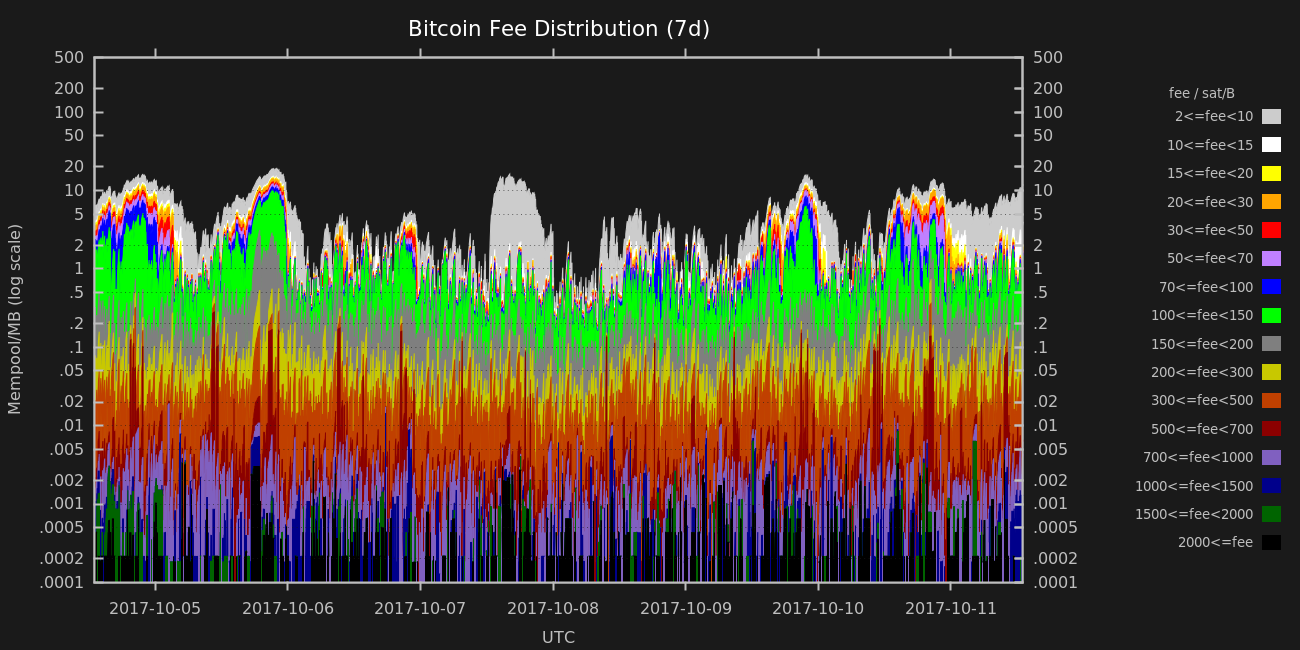 Bitcoin Fee Distribution (7d)
500
200
100
50
20
10
5
2
1
.5
.2
.1
.05
.02
.01
.005
.002
.001
.0005
.0002
.0001
Mempool/MB (log scale)
500
200
100
50
20
10
5
2
1
.5
.2
.1
.05
.02
.01
.005
.002
.001
.0005
.0002
.0001
2017-10-05 2017-10-06 2017-10-07 2017-10-08 2017-10-09 2017-10-10 2017-10-11
UTC
fee / sat/B
2<=fee<10
10<=fee<15
15<=fee<20
20<=fee<30
30<=fee<50
50<=fee<70
70<=fee<100
100<=fee<150
150<=fee<200
200<=fee<300
300<=fee<500
500<=fee<700
700<=fee<1000
1000<=fee<1500
1500<=fee<2000
2000<=fee